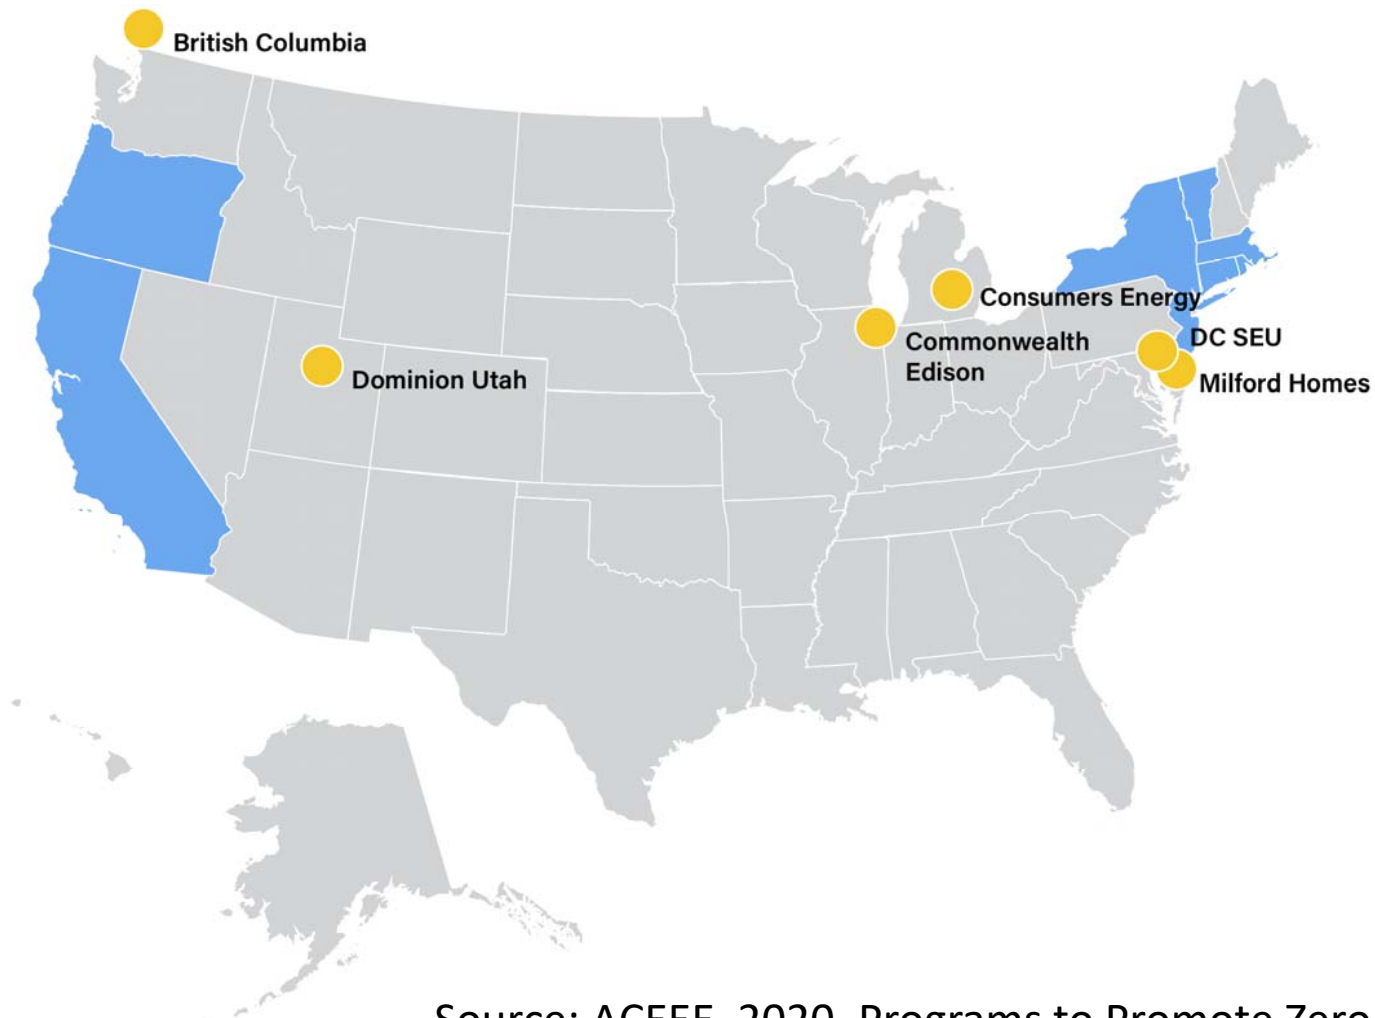 British Columbia
Consumers Energy
Commonwealth
Edison
DC SEU
Milford Homes
Dominion Utah
Source: ACEEE, 2020, Programs to Promote Zero